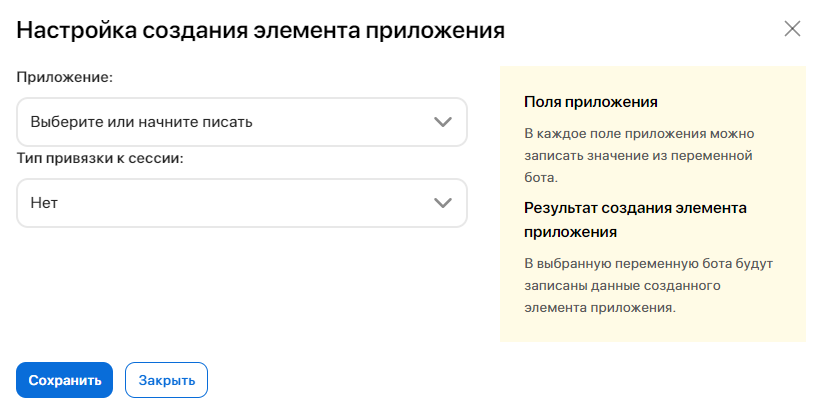 Настройка создания элемента приложения
Приложение:
Выберите или начните писать
Тип привязки к сессии:
Нет
Поля приложения
В каждое поле приложения можно
записать значение из переменной
бота.
Результат создания элемента
приложения
В выбранную переменную бота будут
записаны данные созданного
элемента приложения.
Сохранить
Закрыть